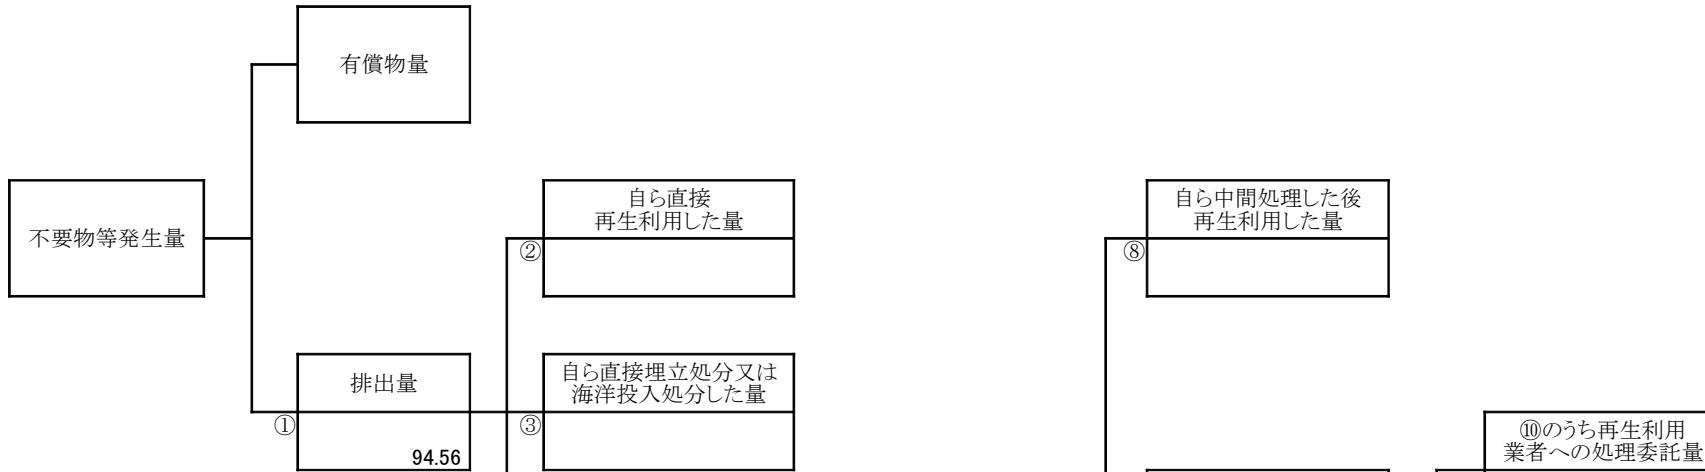 有償物量
不要物等発生量
自ら直接
再生利用した量
②
自ら中間処理した後
再生利用した量
⑧
排出量
①
94.56
自ら直接埋立処分又は
海洋投入処分した量
③
⑩のうち再生利用
業者への処理委託量